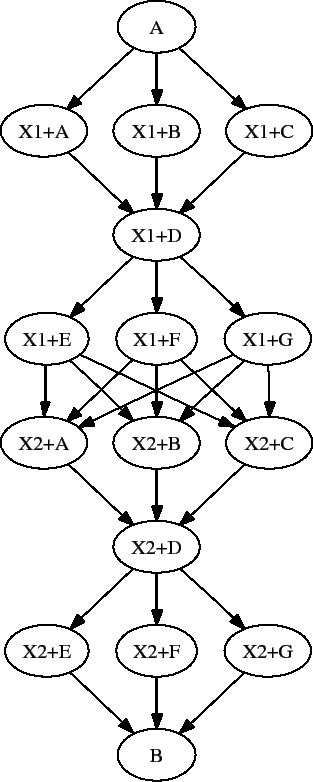 A
X1+A X1+B X1+C
X1+D
X1+E X1+F X1+G
X2+A X2+B X2+C
X2+D
X2+E X2+F X2+G
B